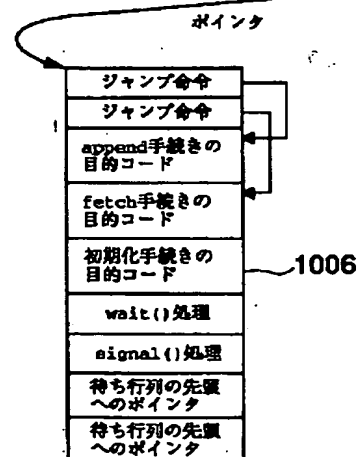 ポインタ
ジャンプ命令
ジャンプ命令
append手続きの
目的コード
fetch手続きの
目的コード
初期化手続きの
目的コード
1006
wait()処理
signal()処理
待ち行列の先頭
へのポインタ
待ち行列の先頭
へのポインタ